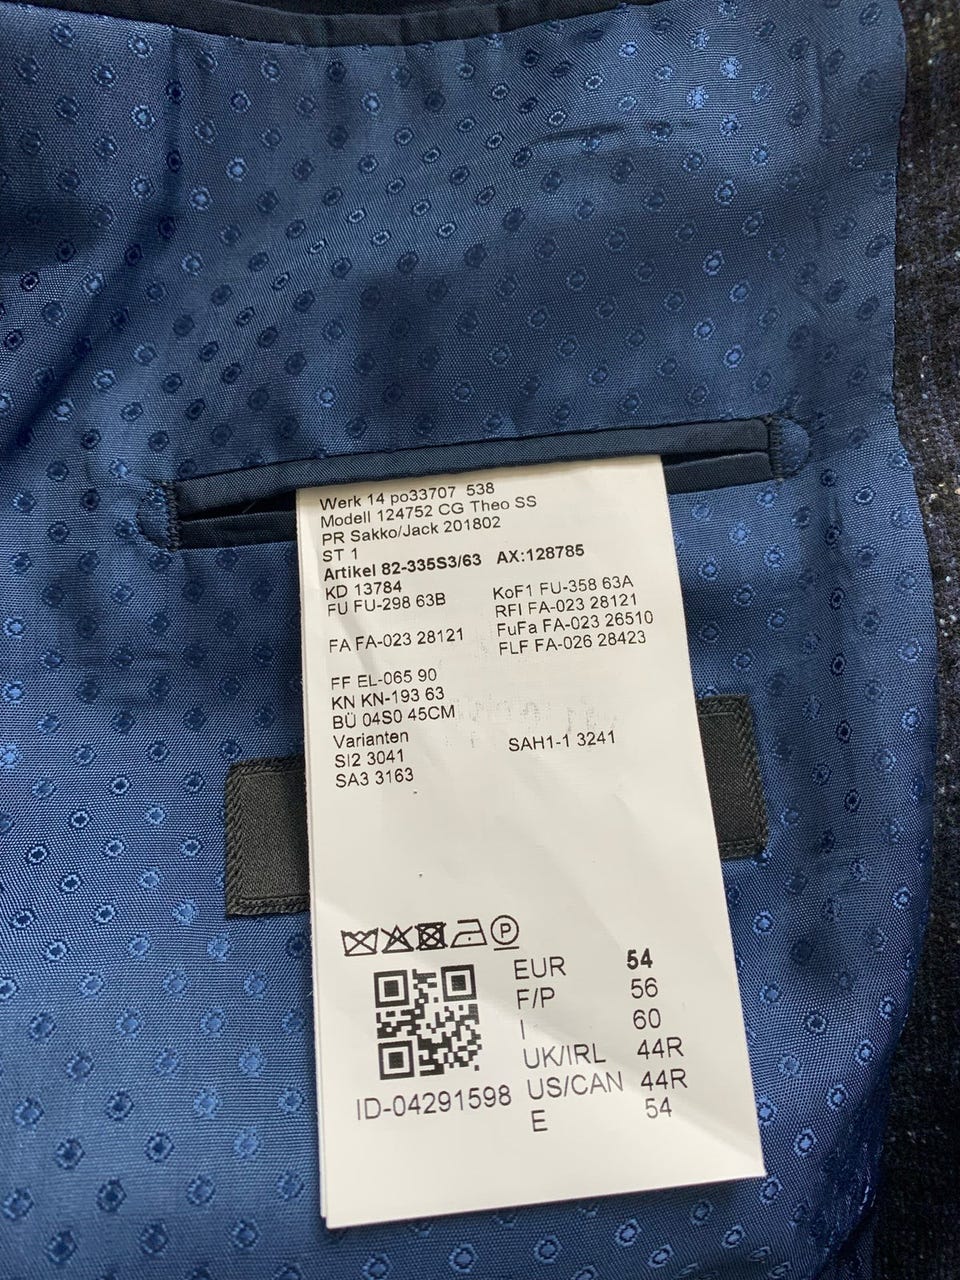 Werk 14 po33707 538
Modell 124752 CG Theo SS
PR Sakko/Jack 201802
ST 1
Artikel 82-335S3/63 AX:128785
KD 13784
FU FU-298 63B KoF1 FU-358 63A
RFI FA-023 28121
FA FA-023 28121 FuFa FA-023 26510
FLF FA-026 28423
FF EL-065 90
KN KN-193 63
BÜ 04S0 45CM
Varianten
SI2 3041 SAH1-1 3241
SA3 3163
P
EUR 54
F/P 56
I 60
UK/IRL 44R
US/CAN 44R
E 54
ID-04291598